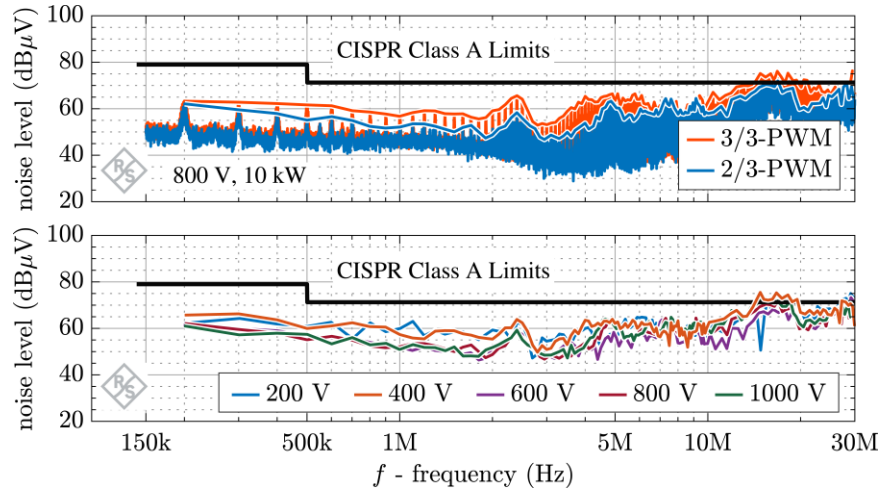 noise level (dBμV)
100
80
60
40
20
CISPR Class A Limits
800 V, 10 kW
3/3-PWM
2/3-PWM
R/S
noise level (dBμV)
100
80
60
40
20
CISPR Class A Limits
R/S
200 V 400 V 600 V 800 V 1000 V
150k 500k 1M 5M 10M 30M
f - frequency (Hz)